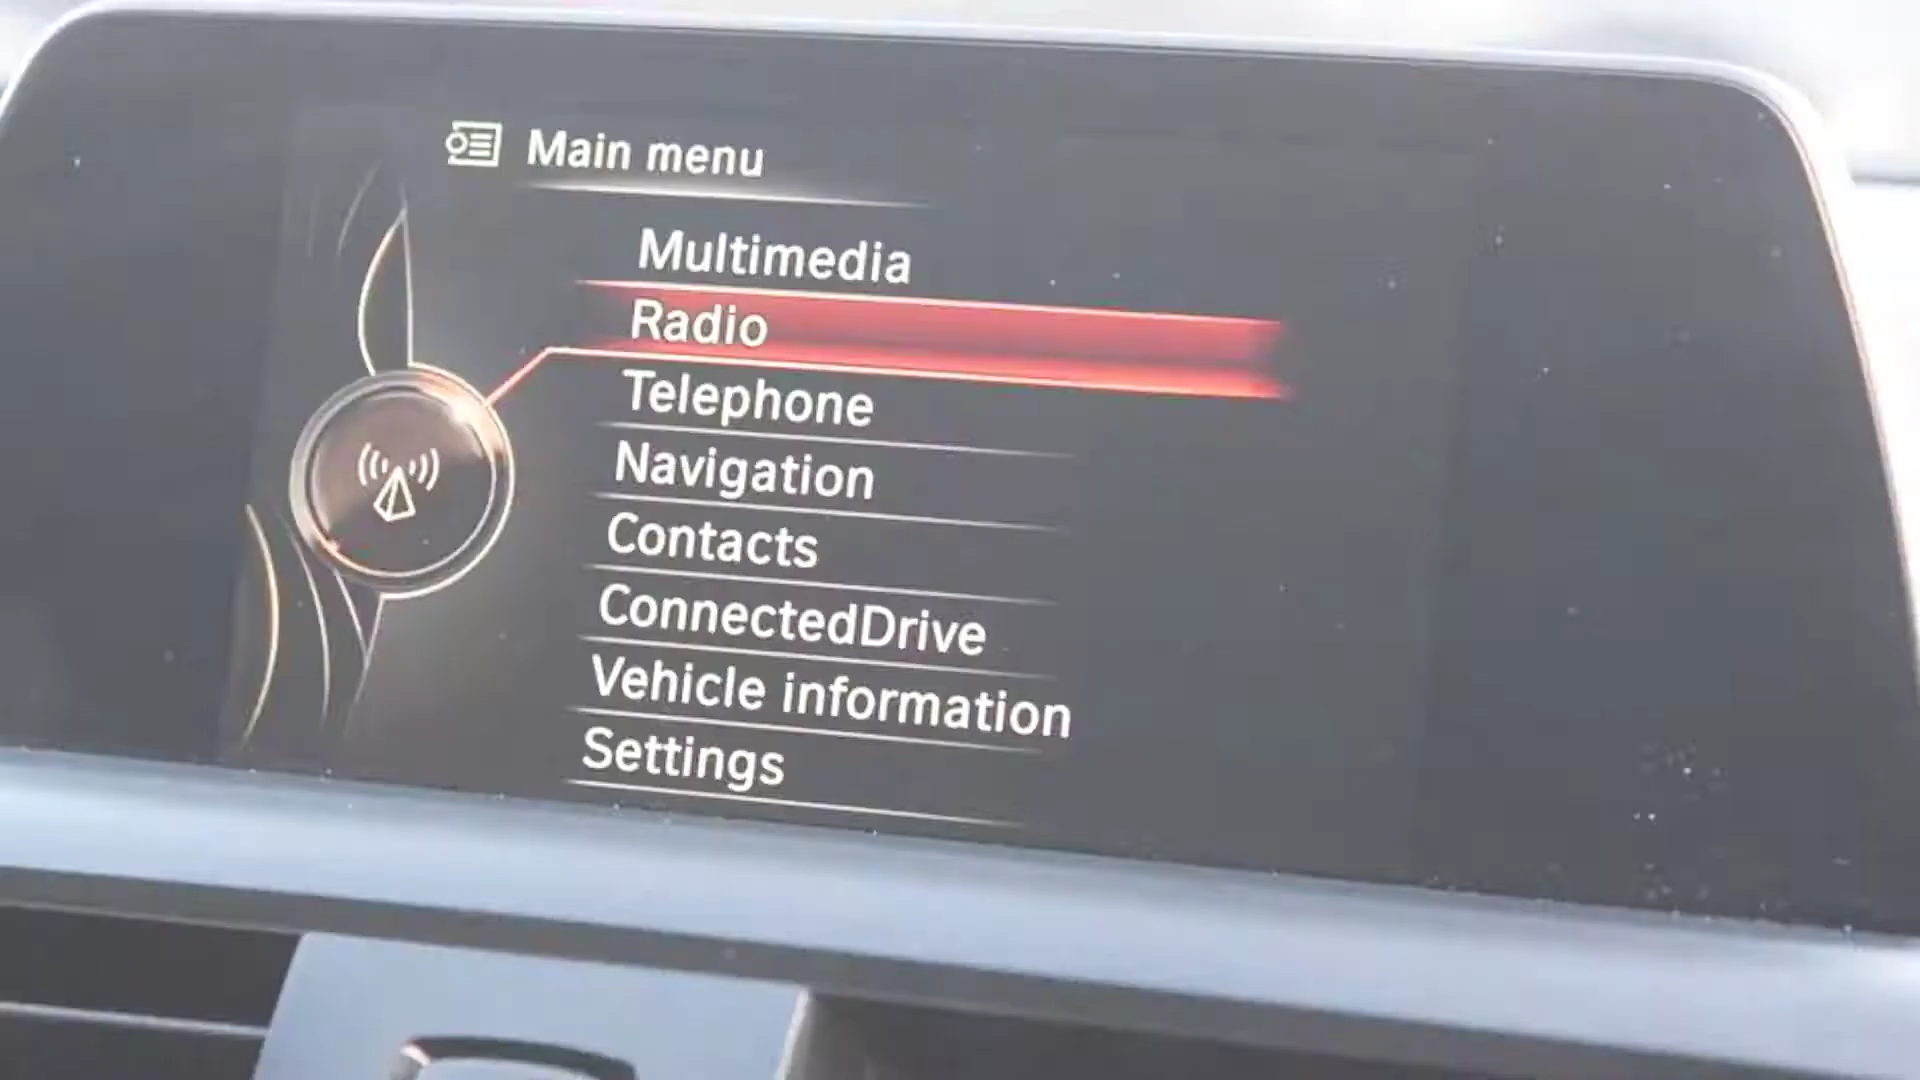 Main menu
Multimedia
Radio
Telephone
Navigation
Contacts
ConnectedDrive
Vehicle information
Settings